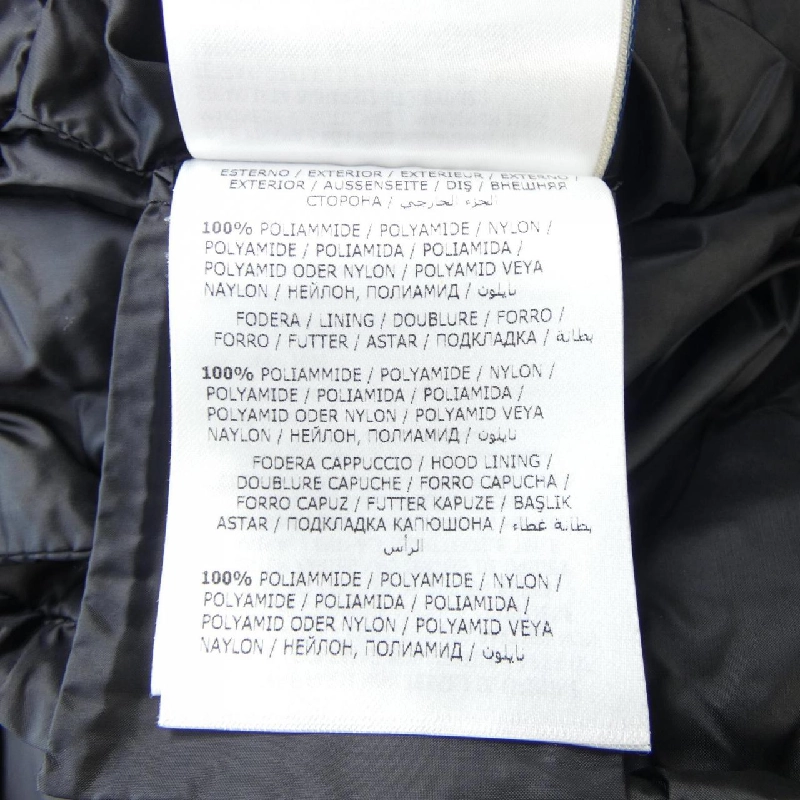 ESTERNO / EXTERIOR / EXTERIEUR / EXTERNO /
EXTERIOR / AUSSENSEITE / DIŞ / ВНЕШНЯЯ
СТОРОНА / الجزء الخارجي
100% POLIAMMIDE / POLYAMIDE / NYLON /
POLYAMIDE / POLIAMIDA / POLIAMIDA /
POLYAMID ODER NYLON / POLYAMID VEYA
NAYLON / НЕЙЛОН, ПОЛИАМИД / نايلون
FODERA / LINING / DOUBLURE / FORRO /
FORRO / FUTTER / ASTAR / ПОДКЛАДКА / بطانة
100% POLIAMMIDE / POLYAMIDE / NYLON /
POLYAMIDE / POLIAMIDA / POLIAMIDA /
POLYAMID ODER NYLON / POLYAMID VEYA
NAYLON / НЕЙЛОН, ПОЛИАМИД / نايلون
FODERA CAPPUCCIO / HOOD LINING /
DOUBLURE CAPUCHE / FORRO CAPUCHA /
FORRO CAPUZ / FUTTER KAPUZE / BAŞLIK
ASTAR / ПОДКЛАДКА КАПЮШОНА / بطانة غطاء
الرأس
100% POLIAMMIDE / POLYAMIDE / NYLON /
POLYAMIDE / POLIAMIDA / POLIAMIDA /
POLYAMID ODER NYLON / POLYAMID VEYA
NAYLON / НЕЙЛОН, ПОЛИАМИД / نايلون